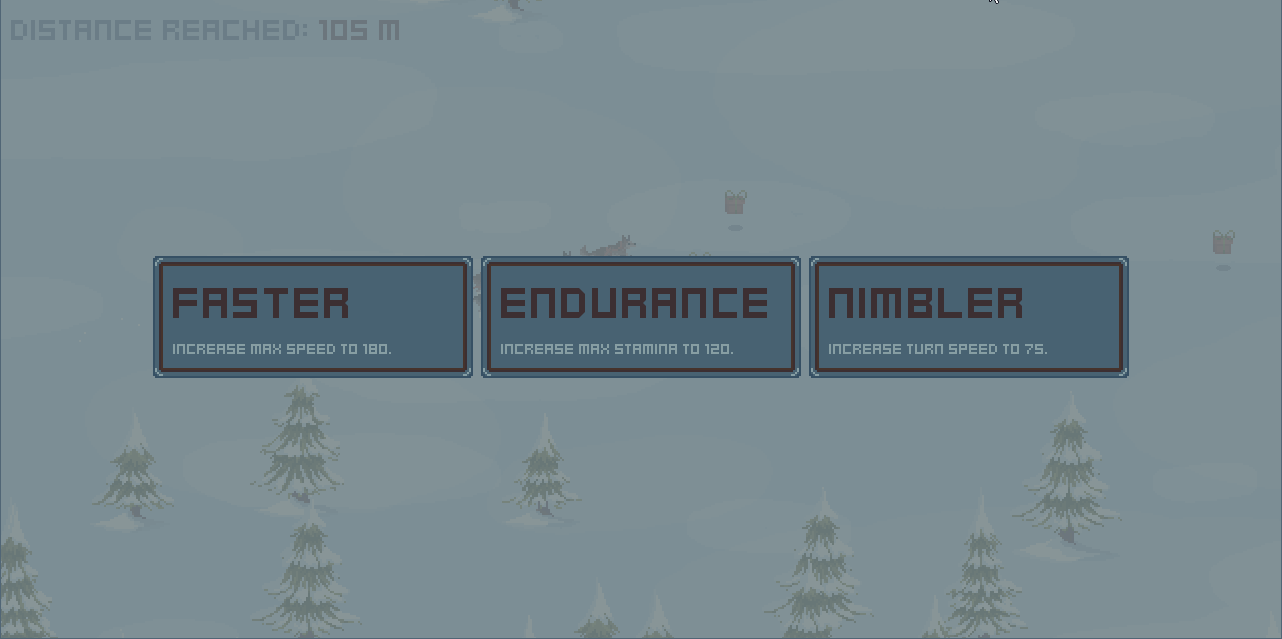 DISTANCE REACHED: 105 M
FASTER
INCREASE MAX SPEED TO 180.
ENDURANCE
INCREASE MAX STAMINA TO 120.
NIMBLER
INCREASE TURN SPEED TO 75.